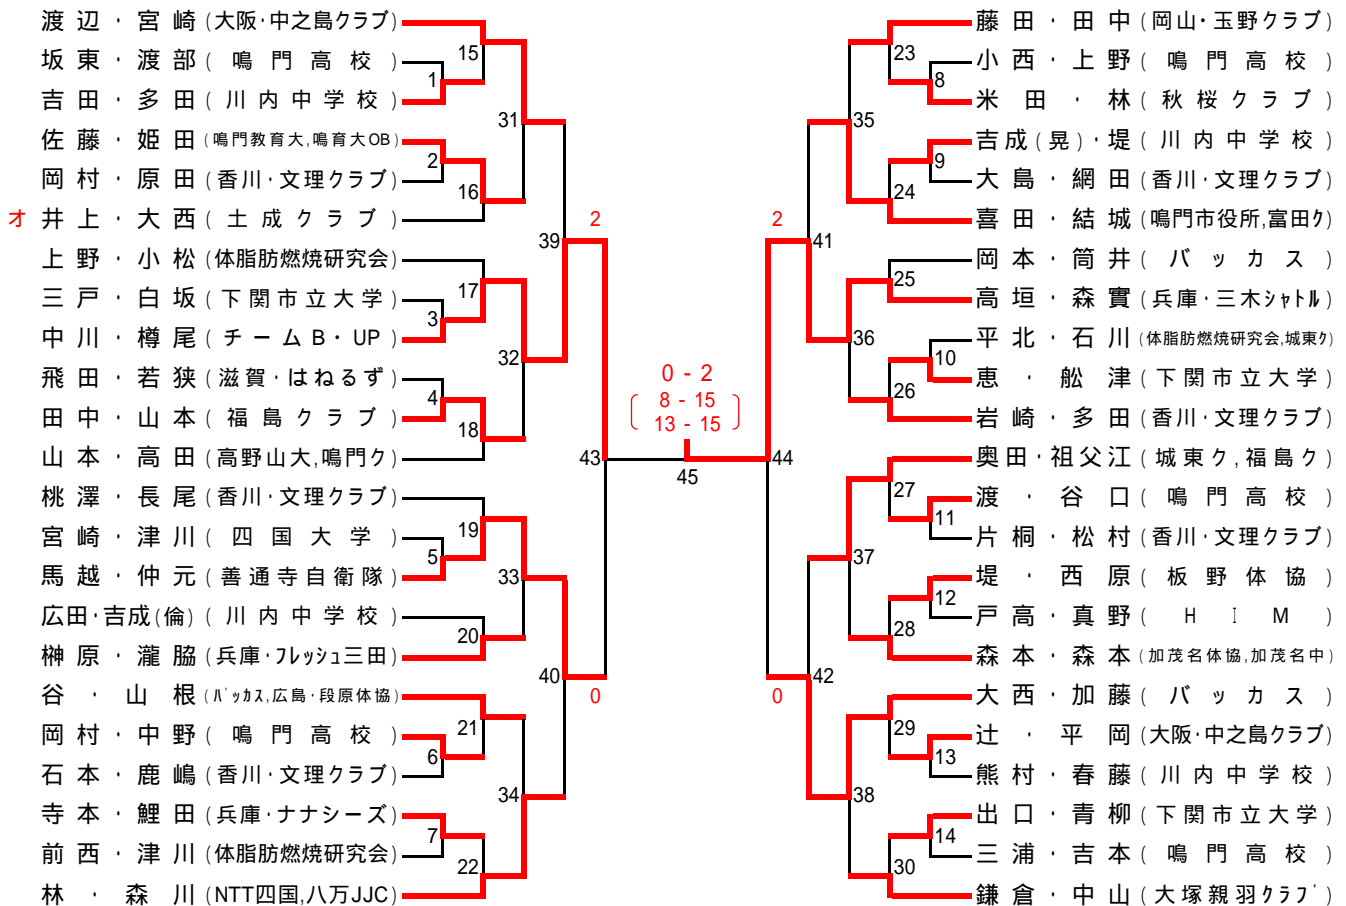 渡辺・宮崎(大阪・中之島クラブ)
15
坂東・渡部(鳴門高校)
1
吉田・多田(川内中学校)
31
佐藤・姫田(鳴門教育大,鳴育大OB)
2
岡村・原田(香川・文理クラブ)
16
オ 井上・大西(土成クラブ)
39
2
上野・小松(体脂肪燃焼研究会)
17
三戸・白坂(下関市立大学)
3
中川・樽尾(チームB・UP)
32
飛田・若狭(滋賀・はねるず)
4
田中・山本(福島クラブ)
18
山本・高田(高野山大,鳴門ク)
43
桃澤・長尾(香川・文理クラブ)
19
宮崎・津川(四国大学)
5
馬越・仲元(善通寺自衛隊)
33
広田・吉成(倫)(川内中学校)
20
榊原・瀧脇(兵庫・フレッシュ三田)
40
0
谷・山根(バッカス,広島・段原体協)
21
岡村・中野(鳴門高校)
6
石本・鹿嶋(香川・文理クラブ)
34
寺本・鯉田(兵庫・ナナシーズ)
7
前西・津川(体脂肪燃焼研究会)
22
林・森川(NTT四国,八万JJC)
0 - 2
8 - 15
13 - 15
45
藤田・田中(岡山・玉野クラブ)
23
小西・上野(鳴門高校)
8
米田・林(秋桜クラブ)
35
吉成(晃)・堤(川内中学校)
9
大島・網田(香川・文理クラブ)
24
喜田・結城(鳴門市役所,富田ク)
2
41
岡本・筒井(バッカス)
25
高垣・森實(兵庫・三木シャトル)
36
平北・石川(体脂肪燃焼研究会,城東ク)
10
恵・舩津(下関市立大学)
26
岩崎・多田(香川・文理クラブ)
44
奥田・祖父江(城東ク,福島ク)
27
渡・谷口(鳴門高校)
11
片桐・松村(香川・文理クラブ)
37
堤・西原(板野体協)
12
戸高・真野(HIM)
28
森本・森本(加茂名体協,加茂名中)
42
0
大西・加藤(バッカス)
29
辻・平岡(大阪・中之島クラブ)
13
熊村・春藤(川内中学校)
38
出口・青柳(下関市立大学)
14
三浦・吉本(鳴門高校)
30
鎌倉・中山(大塚親羽クラブ)